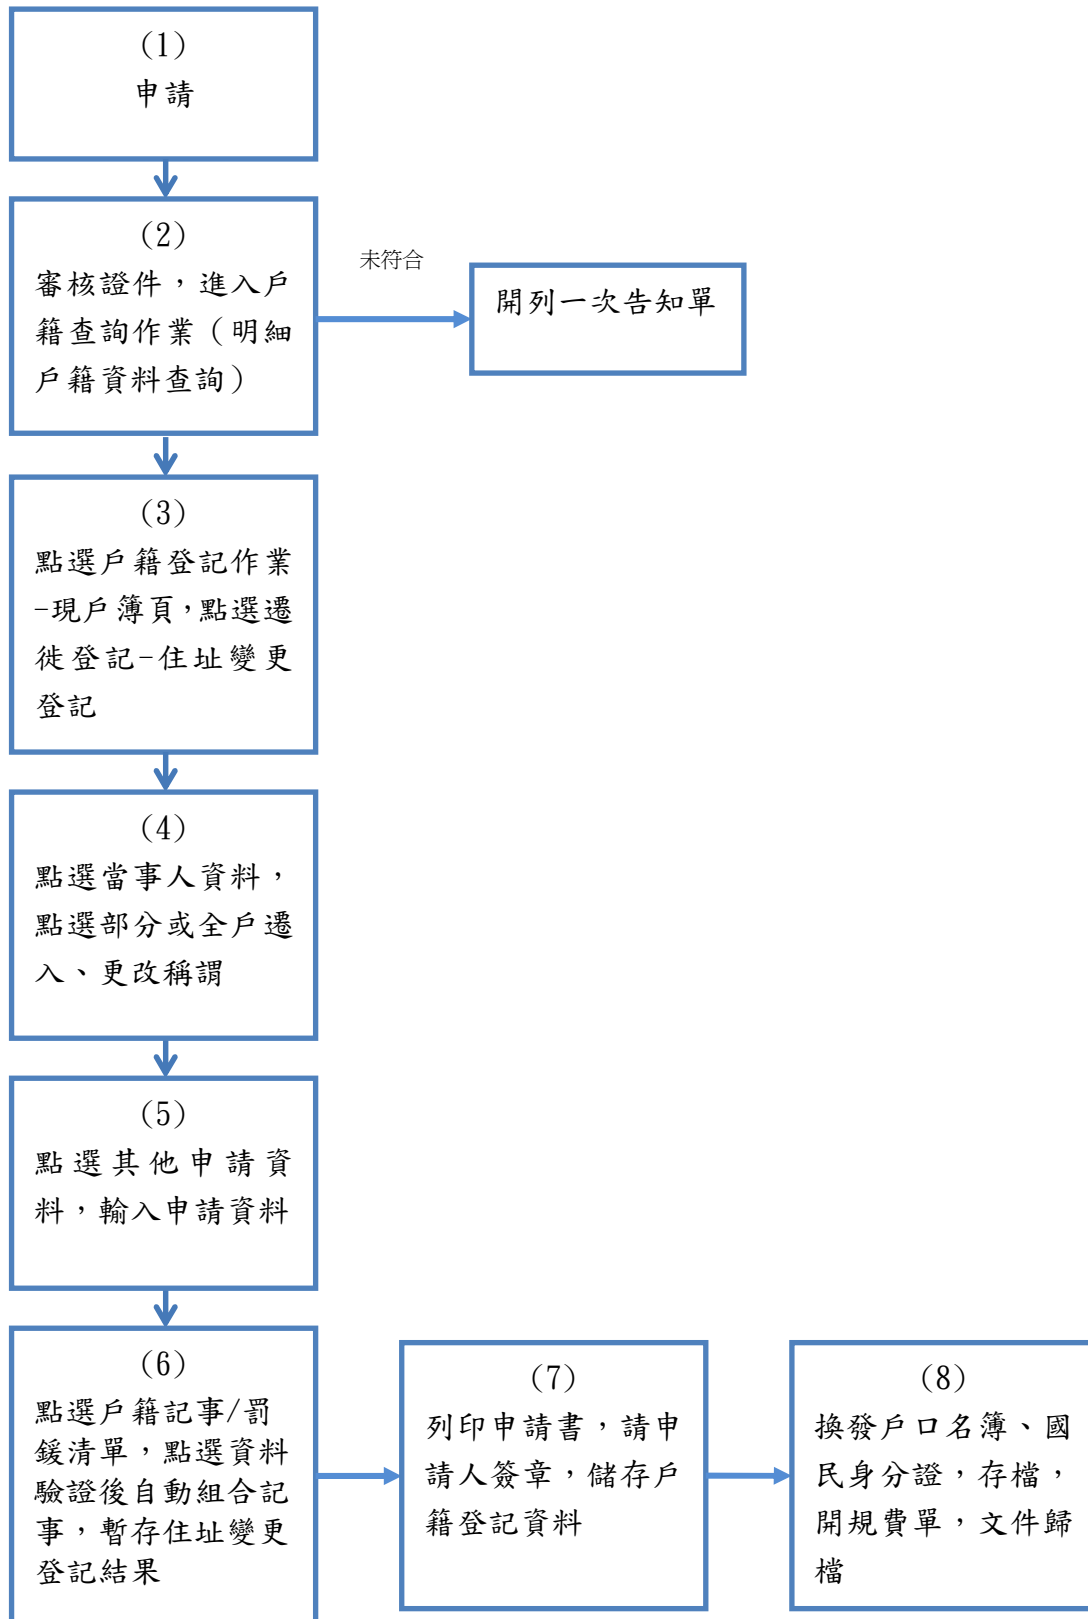 (1)
申請
(2)
審核證件，進入戶
籍查詢作業（明細
戶籍資料查詢）
未符合
開列一次告知單
(3)
點選戶籍登記作業
-現戶簿頁，點選遷
徙登記-住址變更
登記
(4)
點選當事人資料，
點選部分或全戶遷
入、更改稱謂
(5)
點選其他申請資
料，輸入申請資料
(6)
點選戶籍記事/罰
鍰清單，點選資料
驗證後自動組合記
事，暫存住址變更
登記結果
(7)
列印申請書，請申
請人簽章，儲存戶
籍登記資料
(8)
換發戶口名簿、國
民身分證，存檔，
開規費單，文件歸
檔